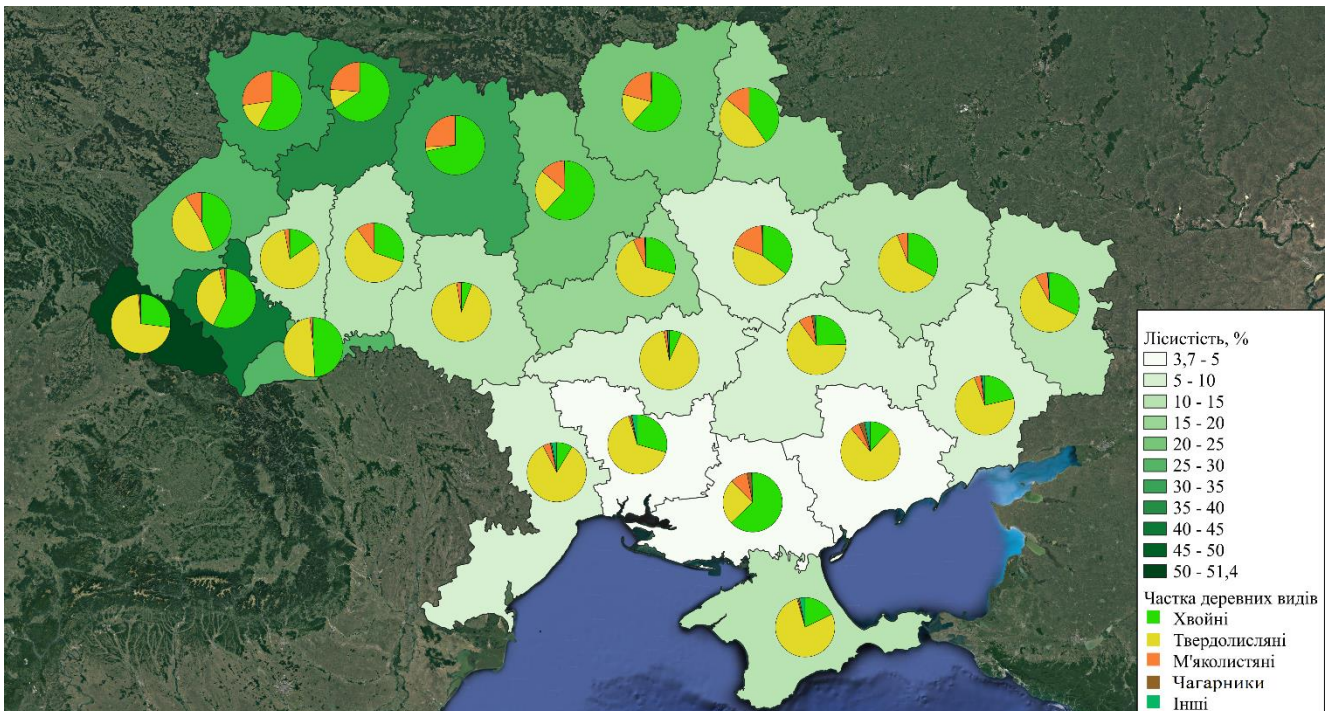 Лісистість, %
3,7 - 5
5 - 10
10 - 15
15 - 20
20 - 25
25 - 30
30 - 35
35 - 40
40 - 45
45 - 50
50 - 51,4
Частка деревних видів
Хвойні
Твердолисляні
М'яколистяні
Чагарники
Інші